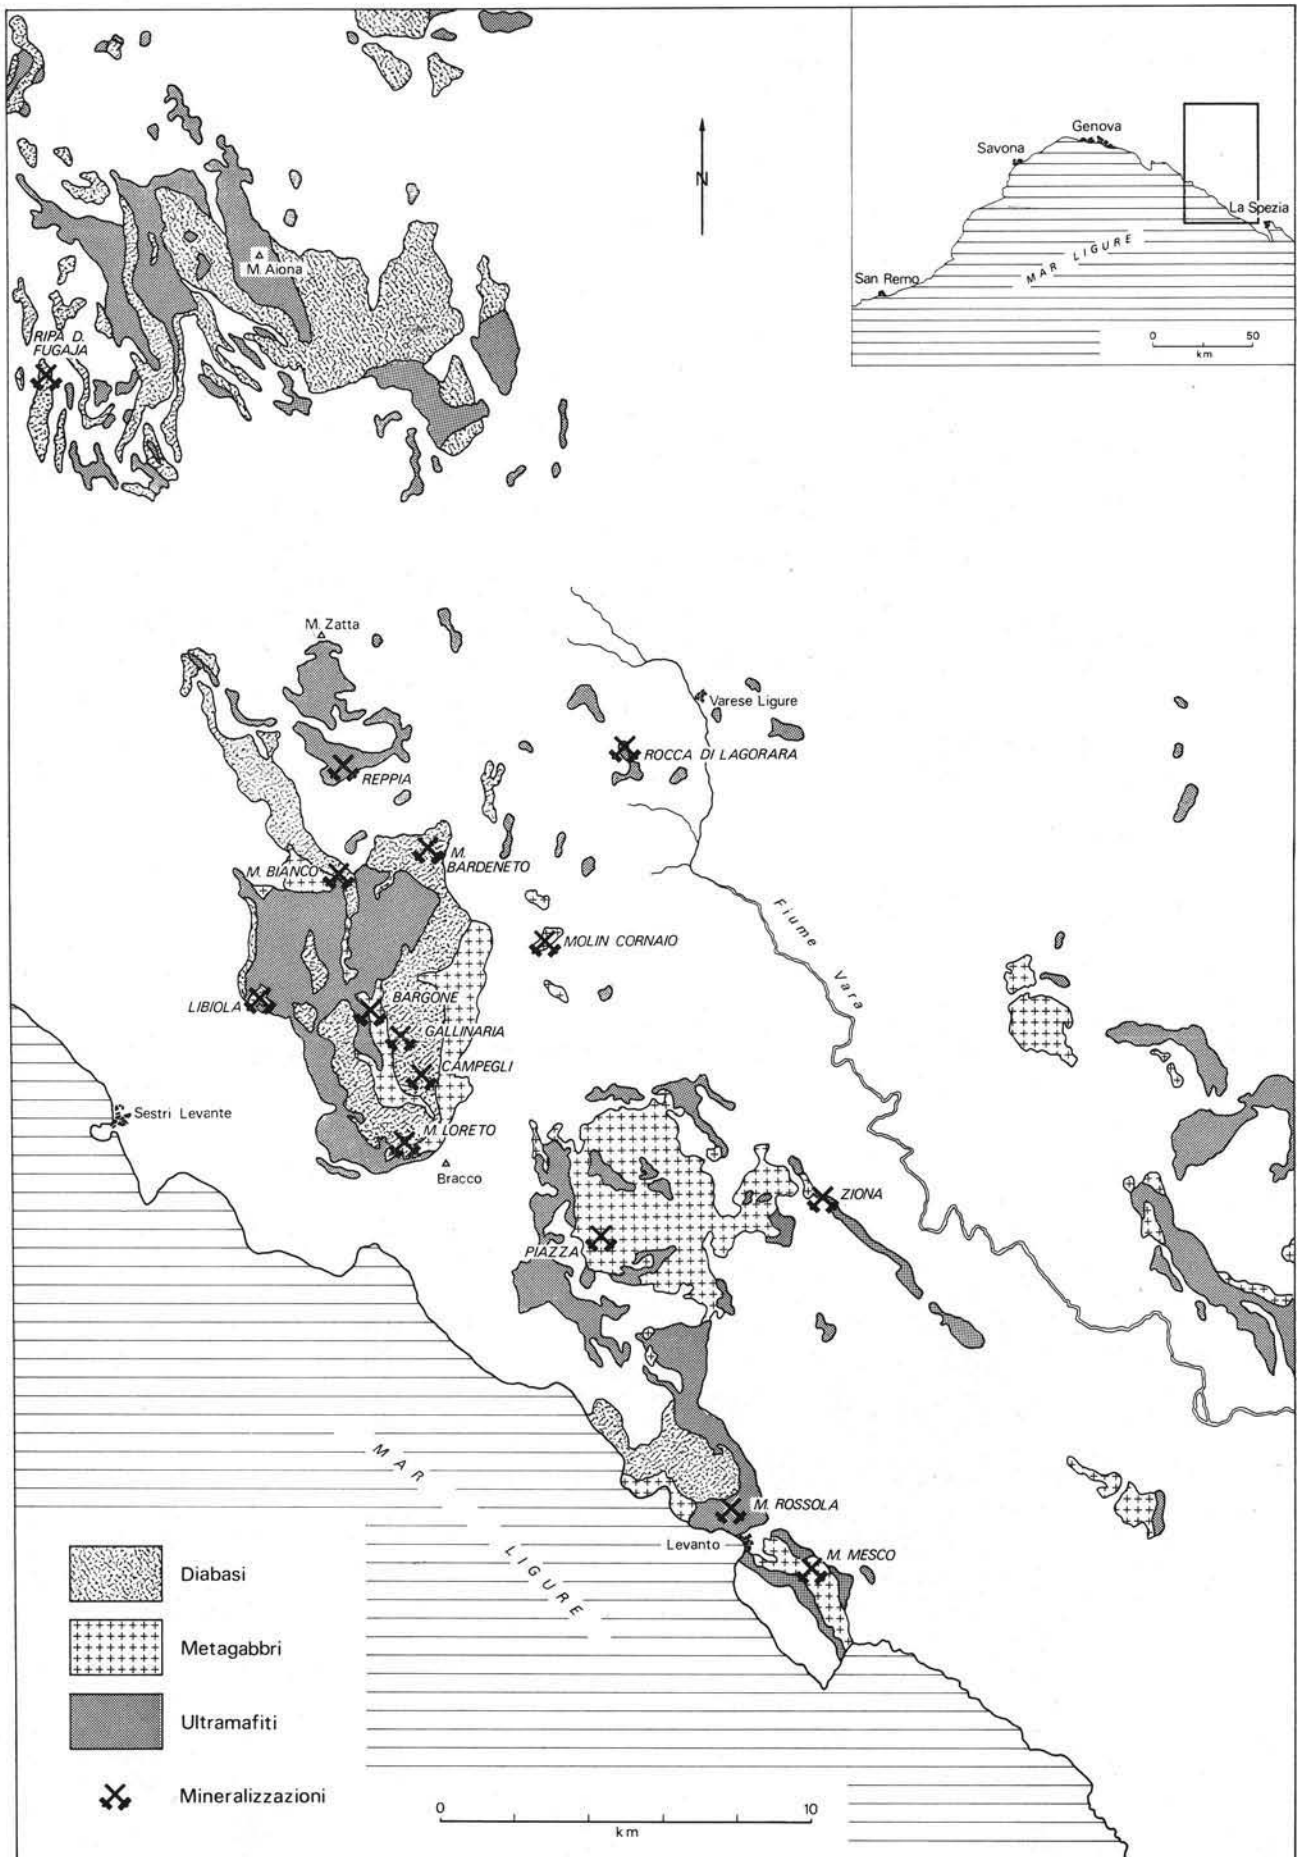 Genova
Savona
La Spezia
MAR LIGURE
San Remo
0 50
km
N
M. Aiona
RIPA D.
FUGAJA
M. Zatta
Varese Ligure
ROCCA DI LAGORARA
REPPIA
M. BIANCO
M.
BARDENETO
Fiume Vara
MOLIN CORNAIO
LIBIOLA
BARGONE
GALLINARIA
CAMPEGLI
Sestri Levante
M. LORETO
Bracco
ZIONA
PIAZZA
MAR LIGURE
M. ROSSOLA
Levanto
M. MESCO
Diabasi
Metagabbri
Ultramafiti
Mineralizzazioni
0 10
km